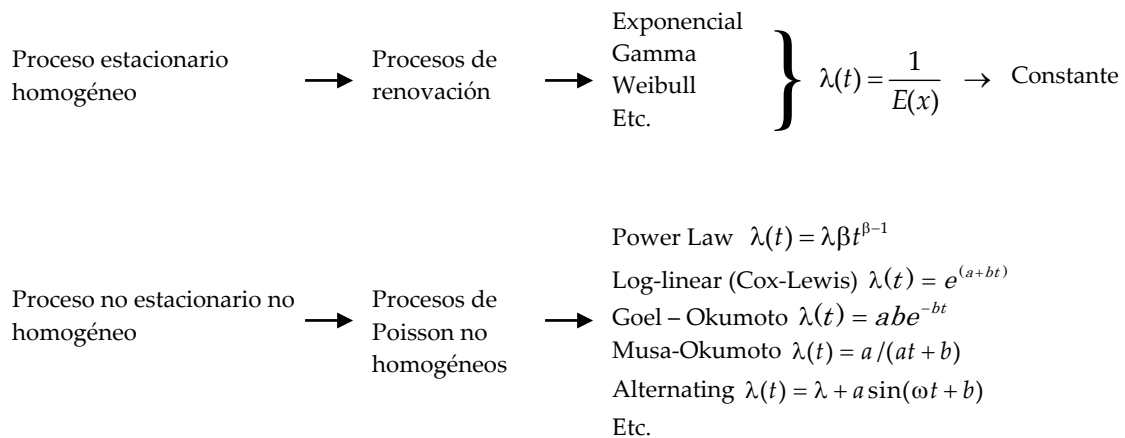 Proceso estacionario
homogéneo
→
Procesos de
renovación
→
Exponencial
Gamma
Weibull
Etc.
} λ(t) = 1/E(x) → Constante
Proceso no estacionario no
homogéneo
→
Procesos de
Poisson no
homogéneos
→
Power Law λ(t) = λβt^{β−1}
Log-linear (Cox-Lewis) λ(t) = e^{(a+bt)}
Goel – Okumoto λ(t) = abe^{−bt}
Musa-Okumoto λ(t) = a /(at + b)
Alternating λ(t) = λ + a sin(ωt + b)
Etc.